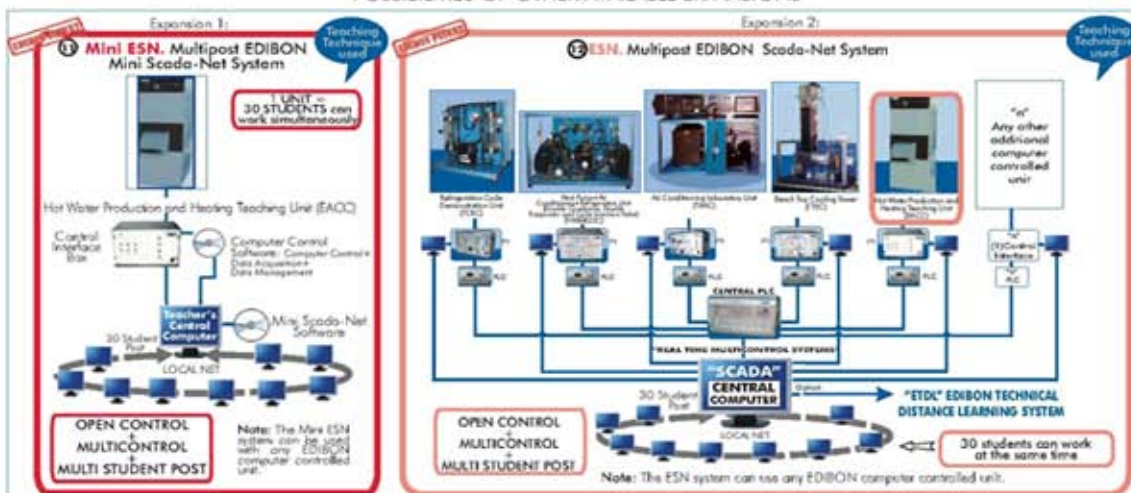 Expansion 1:
Mini ESN. Multipost EDIBON
Mini Scada-Net System
Teaching
Technique
used
1 UNIT =
30 STUDENTS can
work simultaneously
Hot Water Production and Heating Teaching Unit (EACC)
Control
Interface
Box
Computer Control
Software: Computer Control+
Data Acquisition+
Data Management
Teacher's
Central
Computer
Mini Scada-Net
Software
30 Student
Post
LOCAL NET
OPEN CONTROL
+
MULTICONTROL
+
MULTI STUDENT POST
Note: The Mini ESN
system can be used
with any EDIBON
computer controlled
unit.
Expansion 2:
ESN. Multipost EDIBON Scada-Net System
Teaching
Technique
used
Refrigeration Cycle
Demonstration Unit
Air Conditioning Laboratory Unit
Bench Top Cooling Tower
Hot Water Production and
Heating Teaching Unit
(EACC)
"n"
Any other
additional
computer
controlled
unit
Control
Interface
PLC
PLC
PLC
PLC
PLC
PLC
CENTRAL PLC
"REAL TIME MULTICONTROL SYSTEMS"
"SCADA"
CENTRAL
COMPUTER
"ETDL" EDIBON TECHNICAL
DISTANCE LEARNING SYSTEM
30 Student
Post
LOCAL NET
OPEN CONTROL
+
MULTICONTROL
+
MULTI STUDENT POST
30 students can work
at the same time
Note: The ESN system can use any EDIBON computer controlled unit.